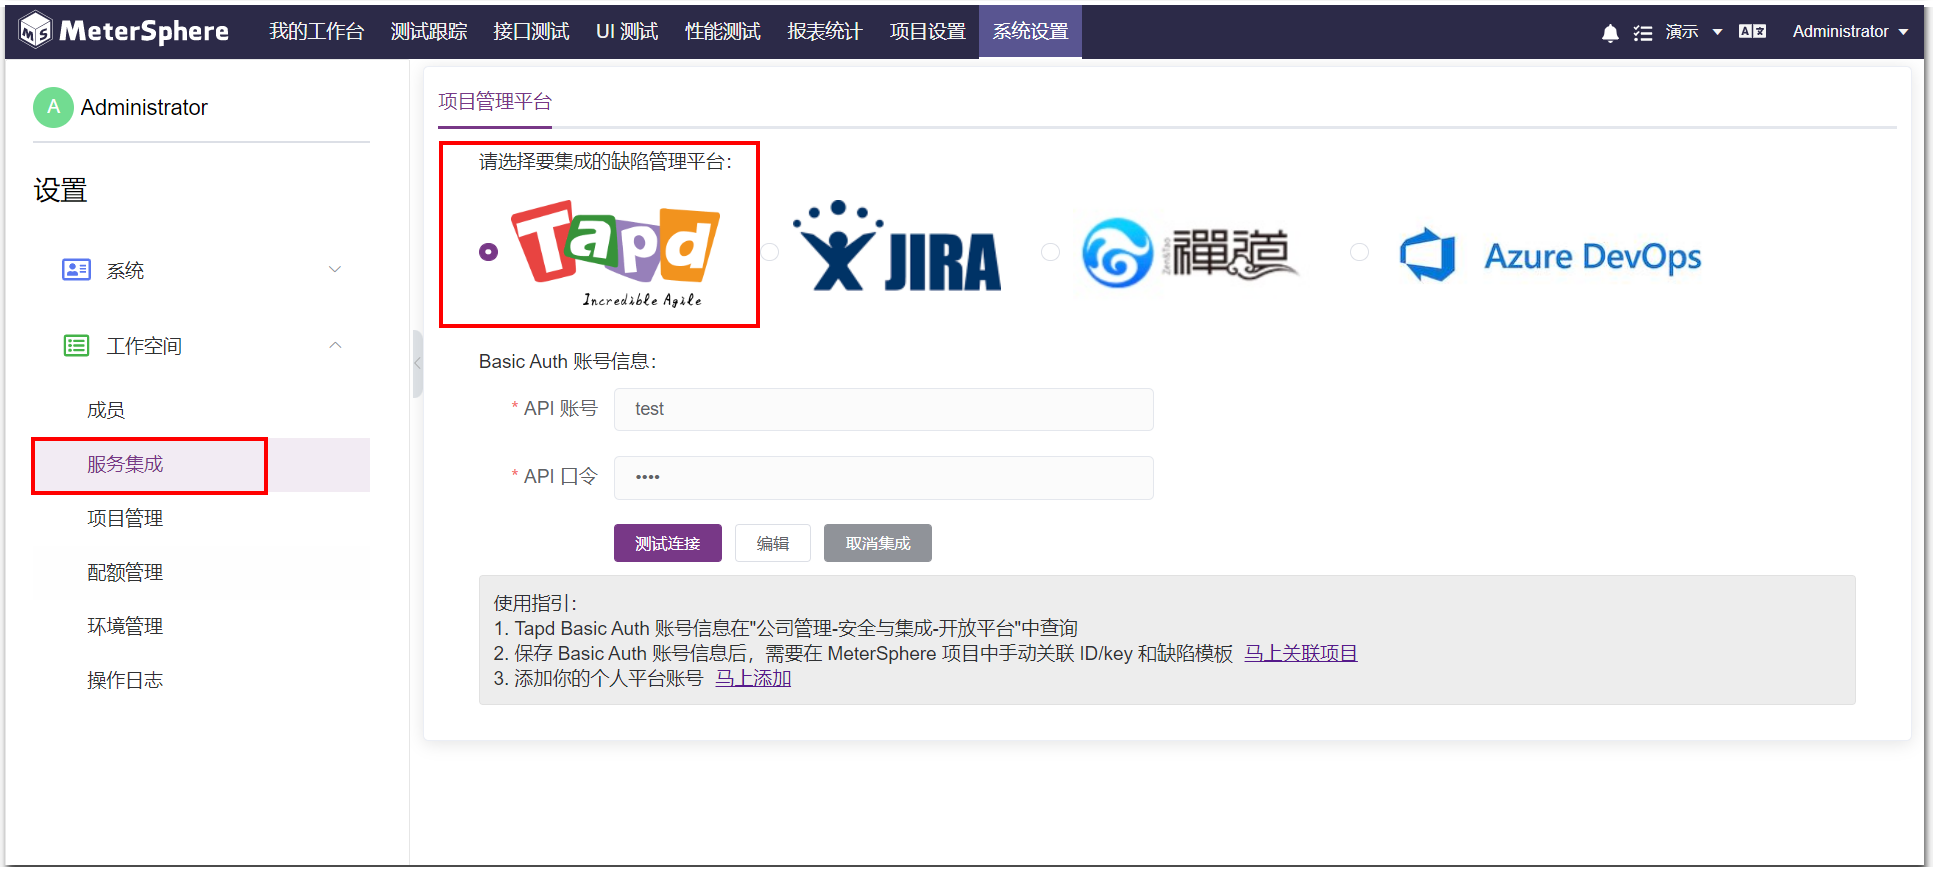 MeterSphere 我的工作台 测试跟踪 接口测试 UI 测试 性能测试 报表统计 项目设置 系统设置 演示 Administrator
A Administrator
设置
系统
工作空间
成员
服务集成
项目管理
配额管理
环境管理
操作日志
项目管理平台
请选择要集成的缺陷管理平台：
Tapd
Incredible Agile
JIRA
禅道
Azure DevOps
Basic Auth 账号信息：
* API 账号 test
* API 口令 ••••
测试连接 编辑 取消集成
使用指引：
1. Tapd Basic Auth 账号信息在"公司管理-安全与集成-开放平台"中查询
2. 保存 Basic Auth 账号信息后，需要在 MeterSphere 项目中手动关联 ID/key 和缺陷模板 马上关联项目
3. 添加你的个人平台账号 马上添加